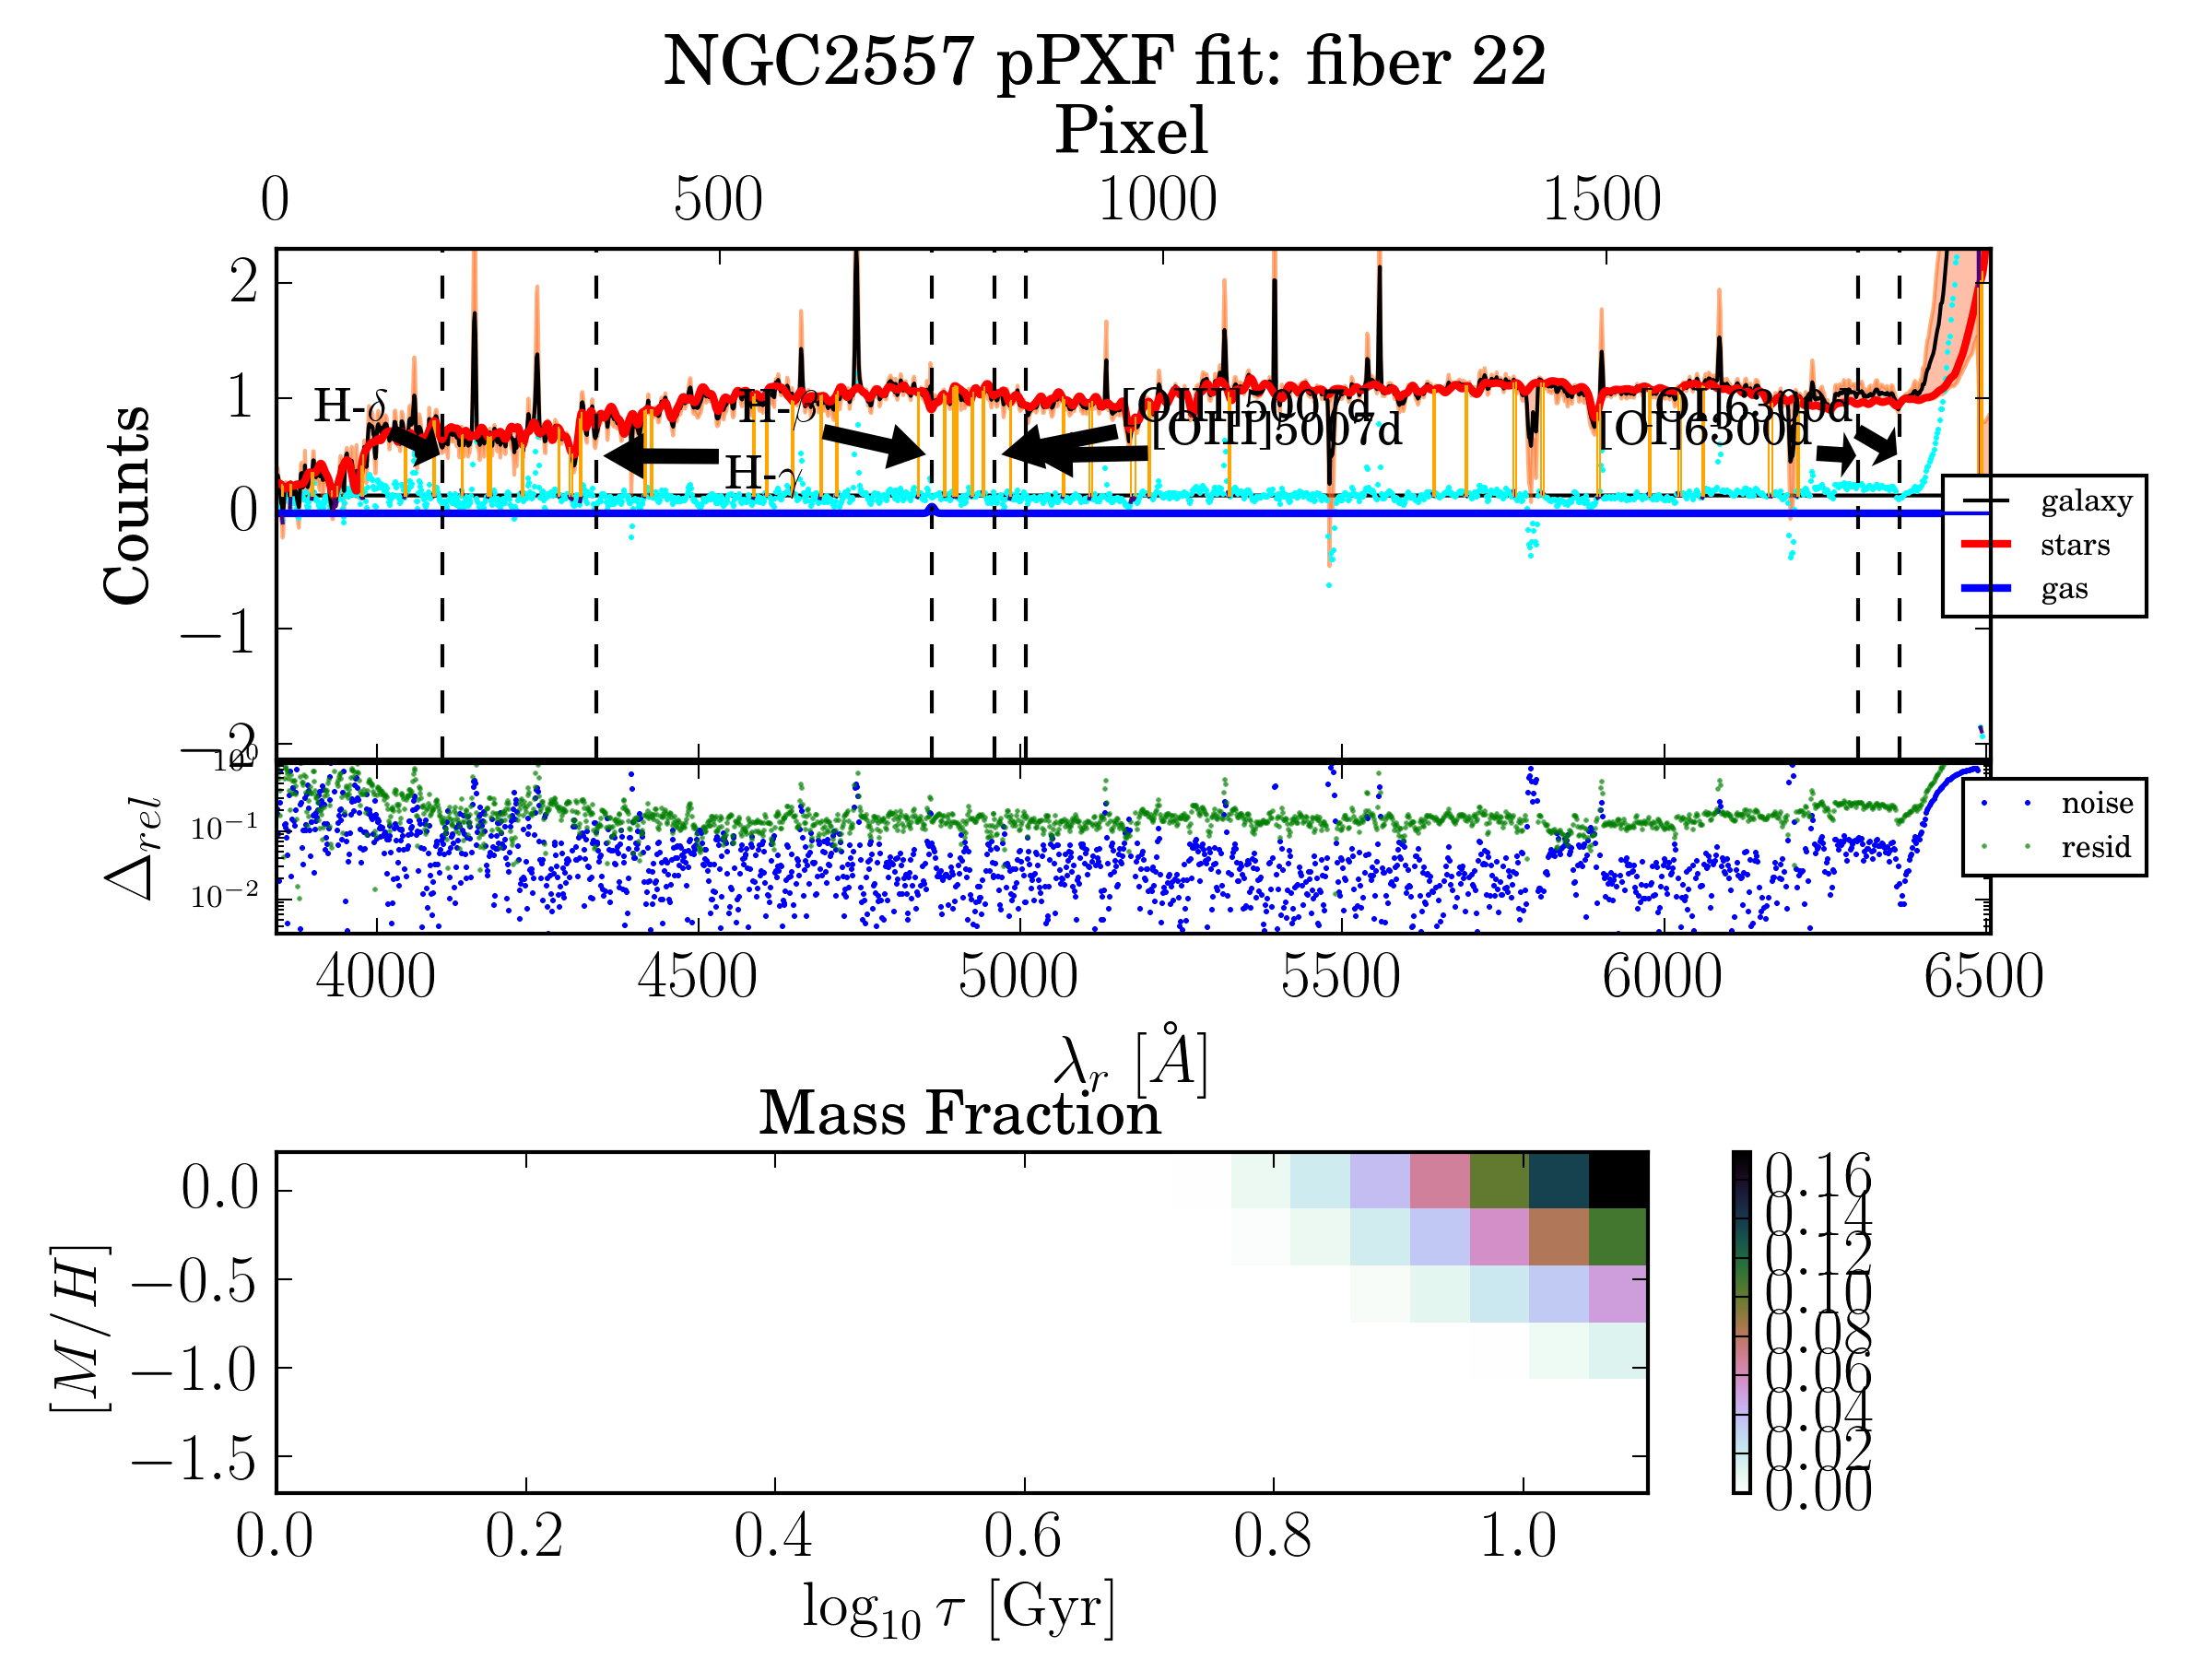 NGC2557 pPXF fit: fiber 22
Pixel
0 500 1000 1500
2
1
0
−1
−2
Counts
H-δ
H-γ
H-β
[OIII]5007d
[OIII]5007d
[OI]6300d
[OI]6300d
galaxy
stars
gas
10⁰
10⁻¹
10⁻²
Δrel
noise
resid
4000 4500 5000 5500 6000 6500
λr [Å]
Mass Fraction
0.0
−0.5
−1.0
−1.5
[M/H]
0.0 0.2 0.4 0.6 0.8 1.0
log₁₀ τ [Gyr]
0.16
0.14
0.12
0.10
0.08
0.06
0.04
0.02
0.00